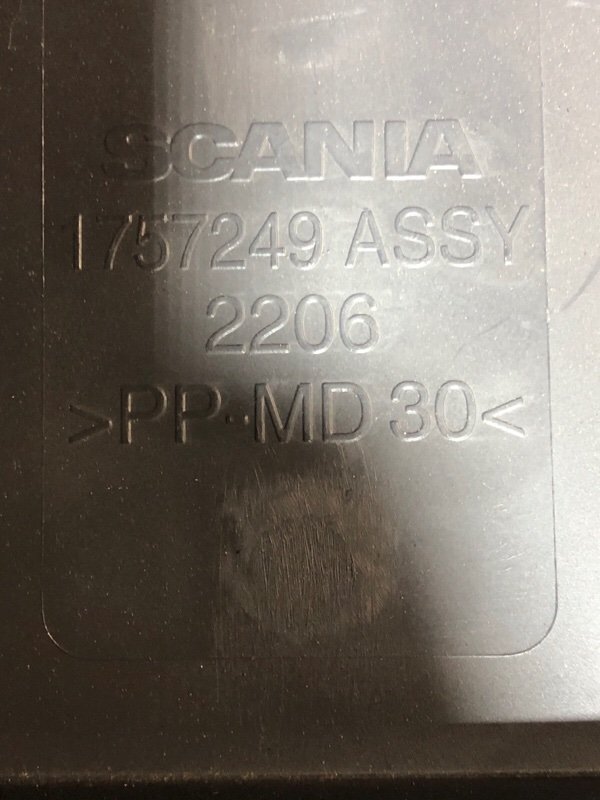 SCANIA
1757249 ASSY
2206
>PP-MD 30<